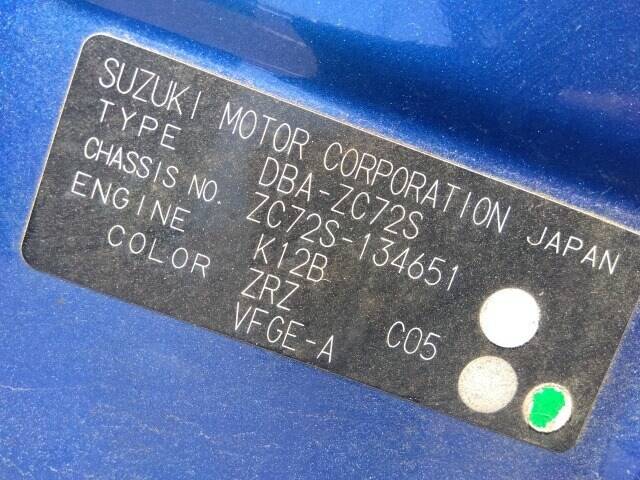 SUZUKI MOTOR CORPORATION JAPAN
TYPE DBA-ZC72S
CHASSIS NO. ZC72S-134651
ENGINE K12B
COLOR ZRZ
VFGE-A C05